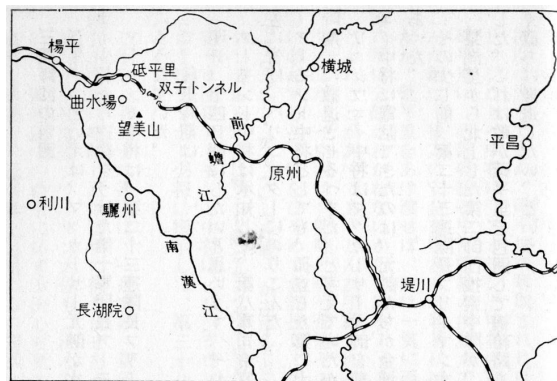 楊平
砥平里
双子トンネル
横城
曲水場
望美山
平昌
蟾江
原州
利川
驪州
南漢江
堤川
長湖院